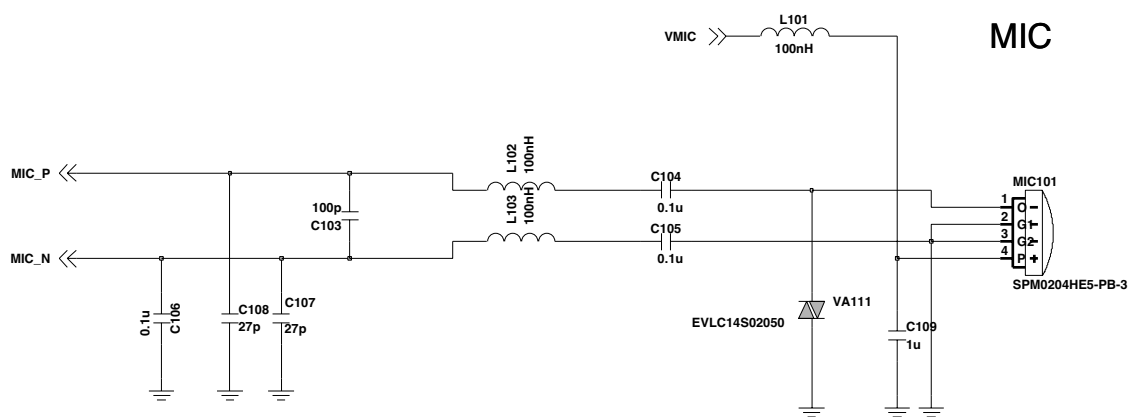 L101
VMIC
100nH
MIC
L102
100nH
MIC_P
C104
0.1u
MIC101
100p
C103
L103
100nH
C105
0.1u
1
O
-
2
G1
-
3
G2
-
4
P
+
MIC_N
SPM0204HE5-PB-3
0.1u
C106
C108
27p
C107
27p
VA111
EVLC14S02050
C109
1u